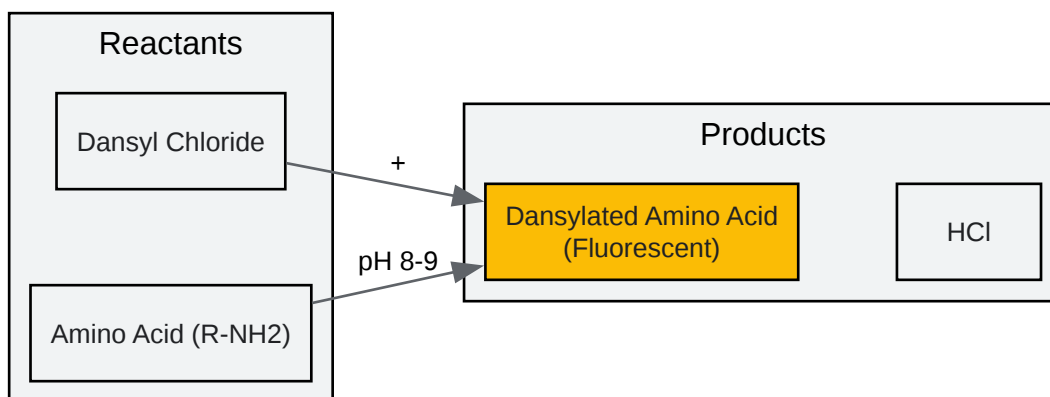 Reactants
Dansyl Chloride
+
pH 8-9
Amino Acid (R-NH2)
Products
Dansylated Amino Acid
(Fluorescent)
HCl